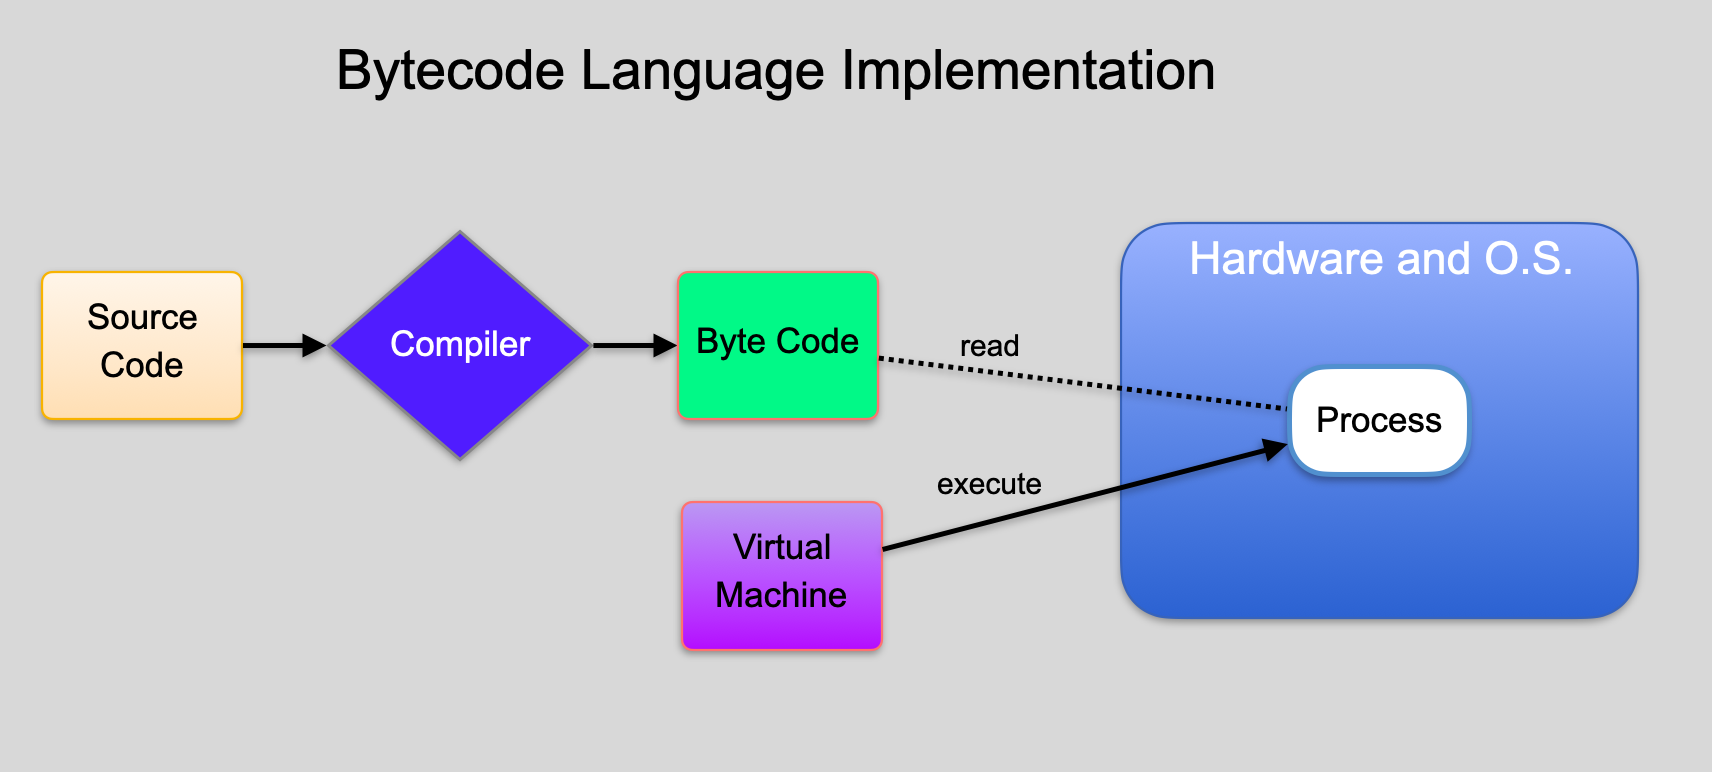 Bytecode Language Implementation
Source
Code
Compiler
Byte Code
read
execute
Virtual
Machine
Hardware and O.S.
Process